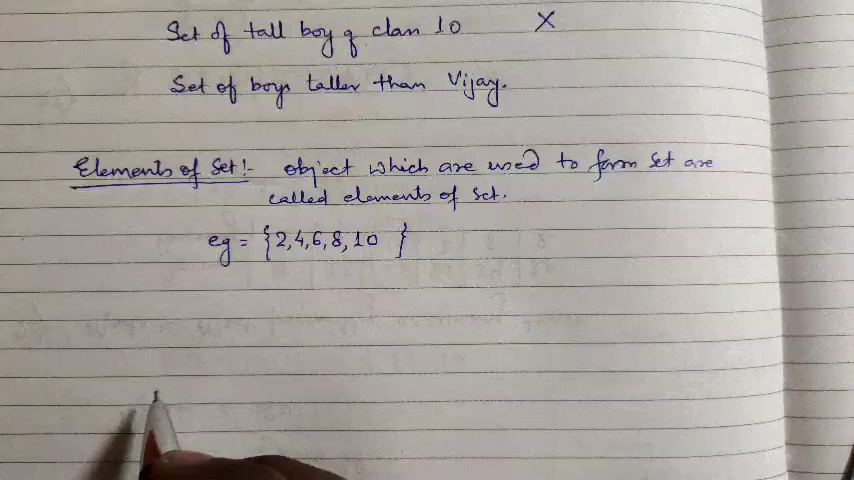 Set of tall boy of clan 10 X
Set of boys taller than Vijay.
Elements of Set :- object which are used to form Set are
called elements of set.
eg = {2,4,6,8,10 }